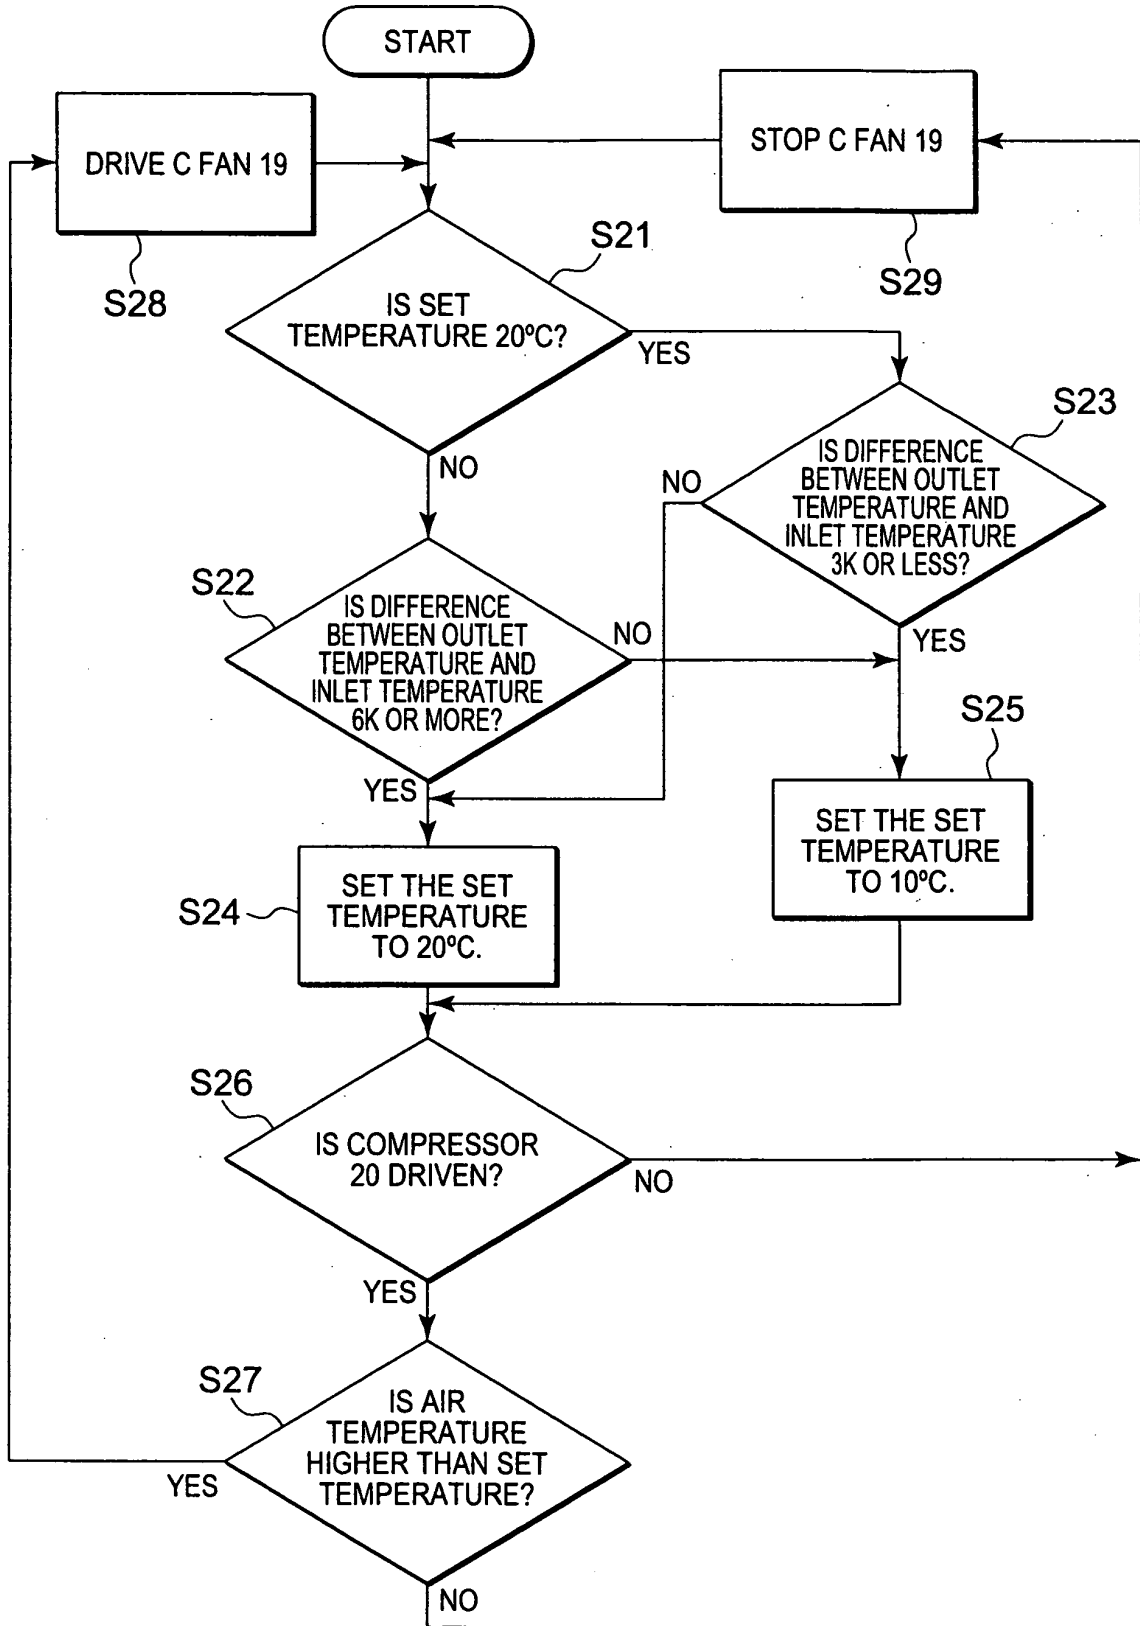 START
DRIVE C FAN 19
S28
STOP C FAN 19
S29
S21
IS SET
TEMPERATURE 20ºC?
YES
NO
S23
IS DIFFERENCE
BETWEEN OUTLET
TEMPERATURE AND
INLET TEMPERATURE
3K OR LESS?
NO
YES
S22
IS DIFFERENCE
BETWEEN OUTLET
TEMPERATURE AND
INLET TEMPERATURE
6K OR MORE?
NO
YES
S25
SET THE SET
TEMPERATURE
TO 10ºC.
S24
SET THE SET
TEMPERATURE
TO 20ºC.
S26
IS COMPRESSOR
20 DRIVEN?
NO
YES
S27
IS AIR
TEMPERATURE
HIGHER THAN SET
TEMPERATURE?
YES
NO